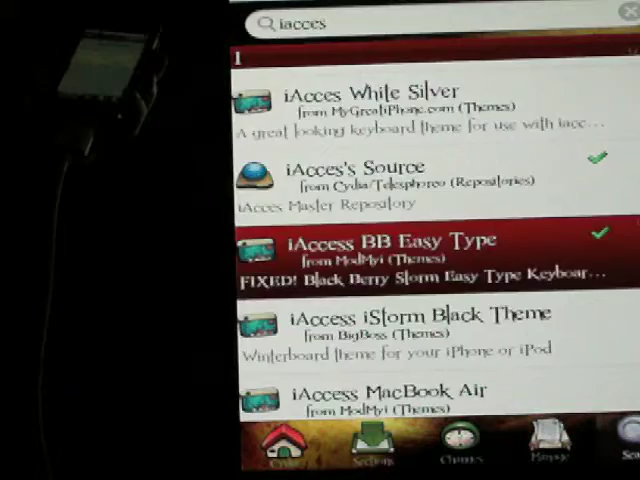 iacces
I
iAcces White Silver
from MyGreatiPhone.com (Themes)
A great looking keyboard theme for use with iacc...
iAcces's Source
from Cydia/Telesphoreo (Repositories)
iAcces Master Repository
iAccess BB Easy Type
from ModMyi (Themes)
FIXED! Black Berry Storm Easy Type Keyboar...
iAccess iStorm Black Theme
from BigBoss (Themes)
Winterboard theme for your iPhone or iPod
iAccess MacBook Air
from ModMyi (Themes)
Cydia Sections Changes Manage